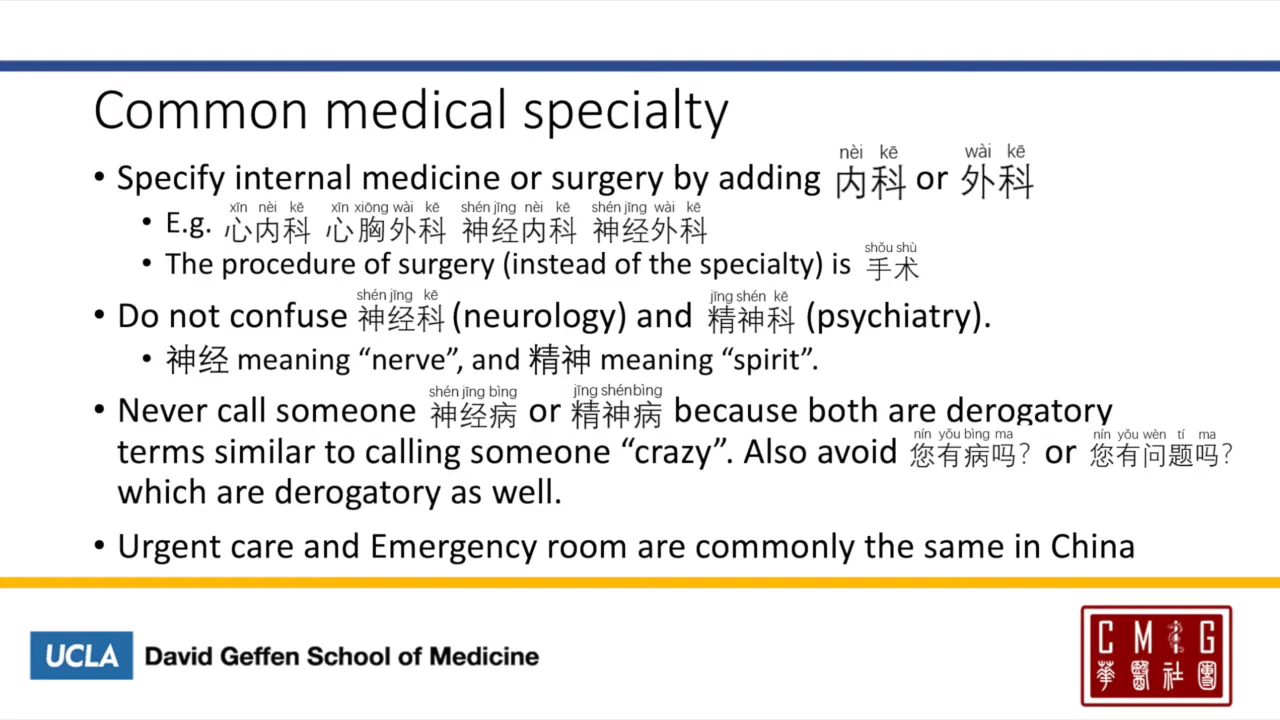 Common medical specialty
nèi kē wài kē
• Specify internal medicine or surgery by adding 内科 or 外科
xīn nèi kē xīn xiōng wài kē shén jīng nèi kē shén jīng wài kē
• E.g. 心内科 心胸外科 神经内科 神经外科
shǒu shù
• The procedure of surgery (instead of the specialty) is 手术
shén jīng kē jīng shén kē
• Do not confuse 神经科 (neurology) and 精神科 (psychiatry).
• 神经 meaning “nerve”, and 精神 meaning “spirit”.
shén jīng bìng jīng shénbìng
• Never call someone 神经病 or 精神病 because both are derogatory
nín yǒu bìng ma nín yǒu wèn tí ma
terms similar to calling someone “crazy”. Also avoid 您有病吗? or 您有问题吗?
which are derogatory as well.
• Urgent care and Emergency room are commonly the same in China
UCLA David Geffen School of Medicine
C M G
華醫社團